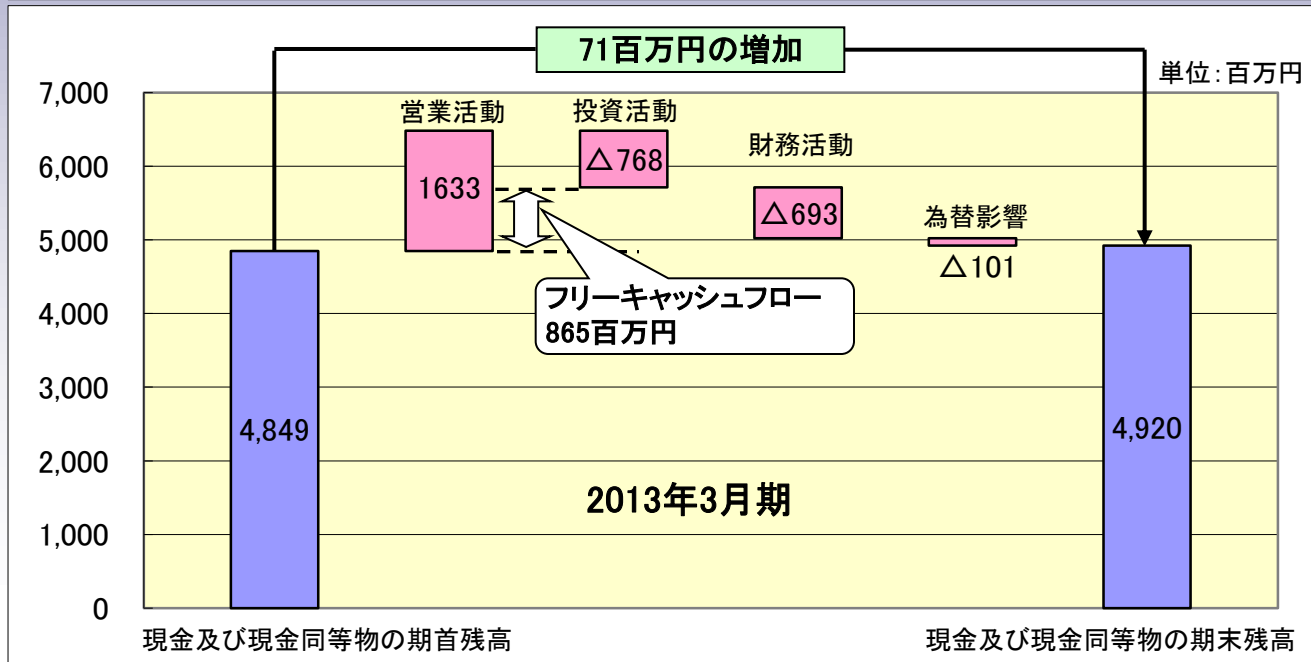 71百万円の増加
単位：百万円
7,000
6,000
5,000
4,000
3,000
2,000
1,000
0
営業活動
投資活動
財務活動
為替影響
1633
△768
△693
△101
フリーキャッシュフロー
865百万円
4,849
4,920
2013年3月期
現金及び現金同等物の期首残高
現金及び現金同等物の期末残高